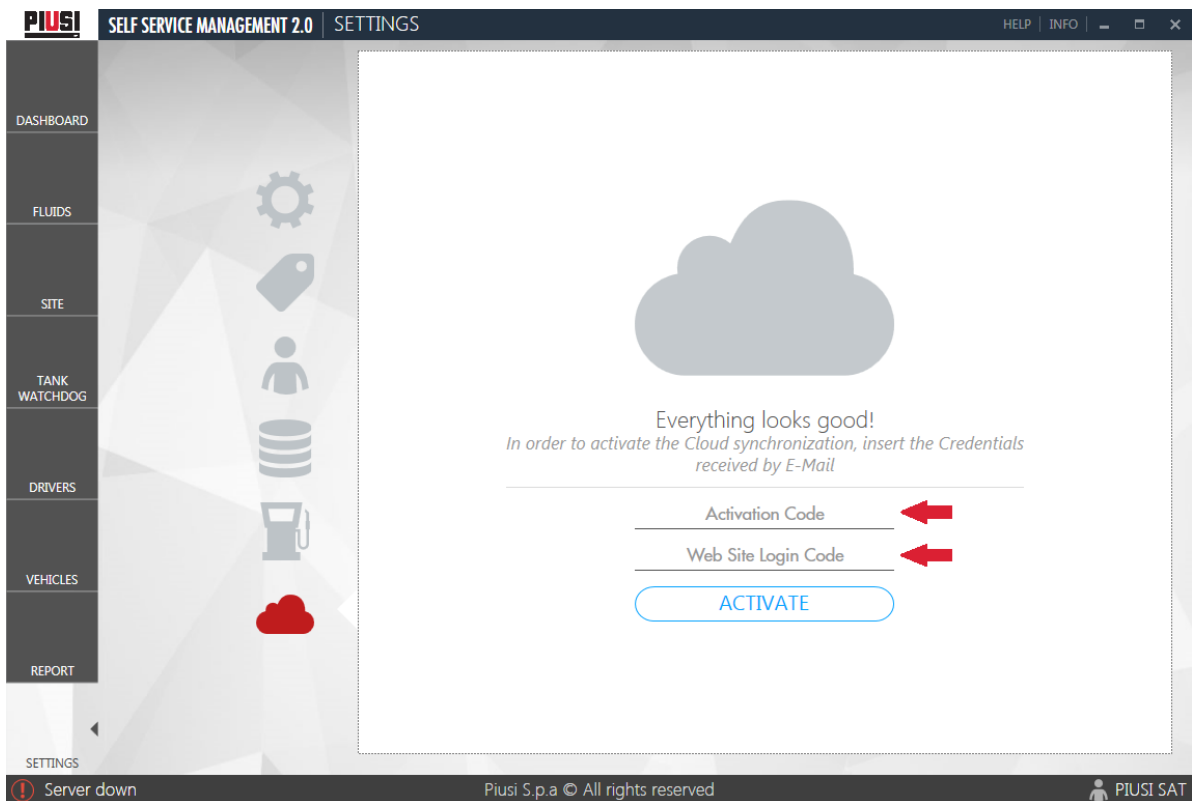 PIUSI SELF SERVICE MANAGEMENT 2.0 SETTINGS HELP INFO
DASHBOARD
FLUIDS
SITE
TANK
WATCHDOG
DRIVERS
VEHICLES
REPORT
SETTINGS
Everything looks good!
In order to activate the Cloud synchronization, insert the Credentials
received by E-Mail
Activation Code
Web Site Login Code
ACTIVATE
Server down Piusi S.p.a © All rights reserved PIUSI SAT